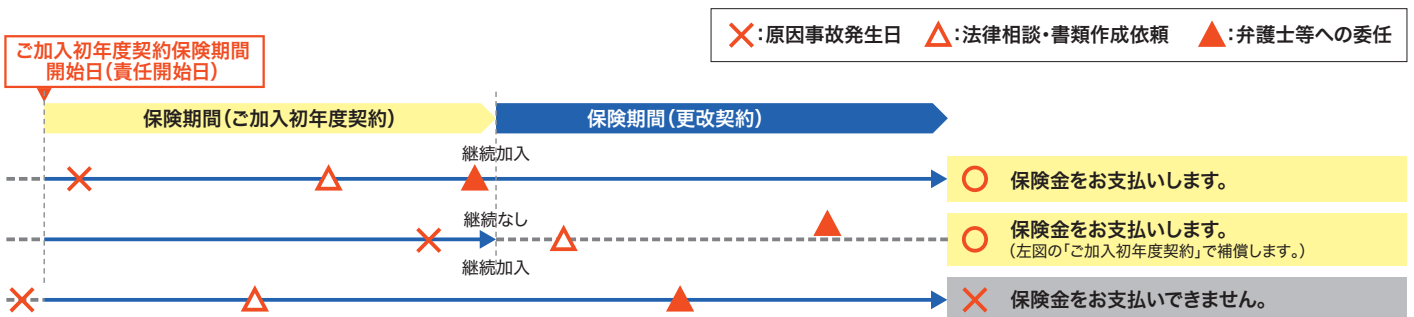 :原因事故発生日 :法律相談・書類作成依頼 :弁護士等への委任
ご加入初年度契約保険期間
開始日(責任開始日)
保険期間(ご加入初年度契約) 保険期間(更改契約)
継続加入
保険金をお支払いします。
継続なし
保険金をお支払いします。
(左図の「ご加入初年度契約」で補償します。)
継続加入
保険金をお支払いできません。